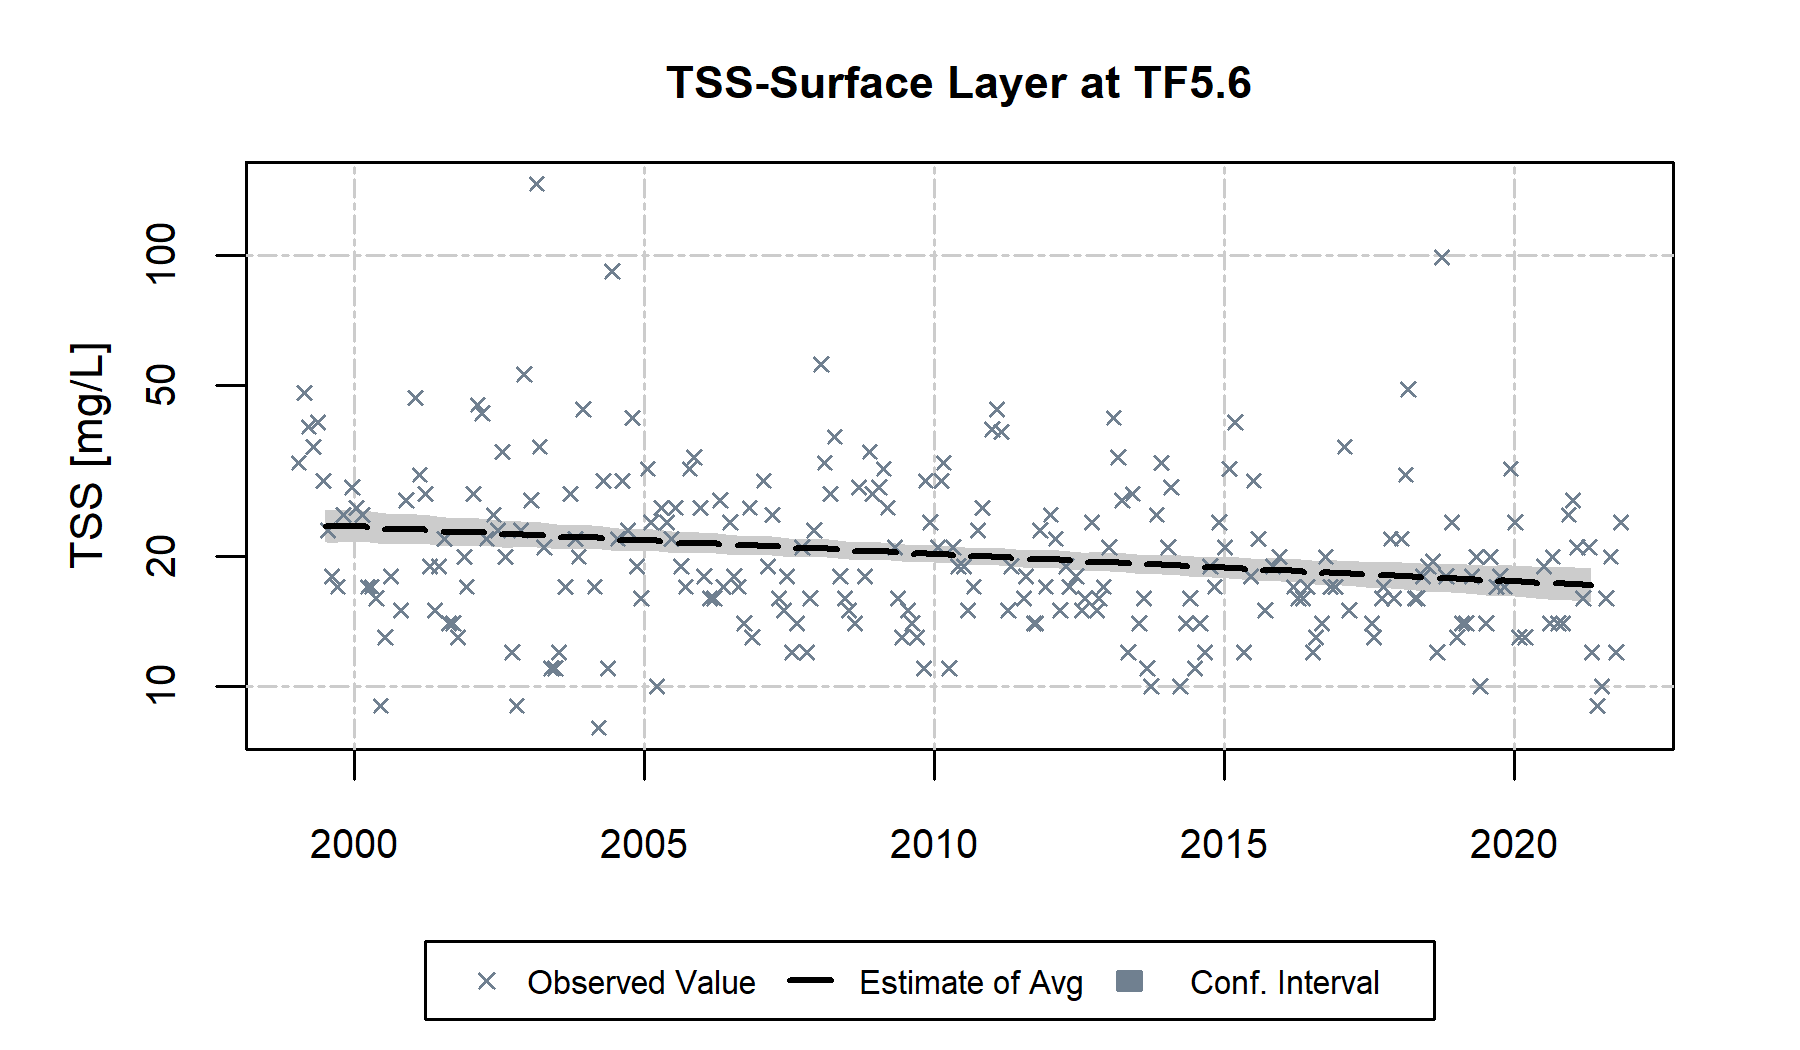 TSS-Surface Layer at TF5.6
TSS [mg/L]
100
50
20
10
2000 2005 2010 2015 2020
Observed Value Estimate of Avg Conf. Interval